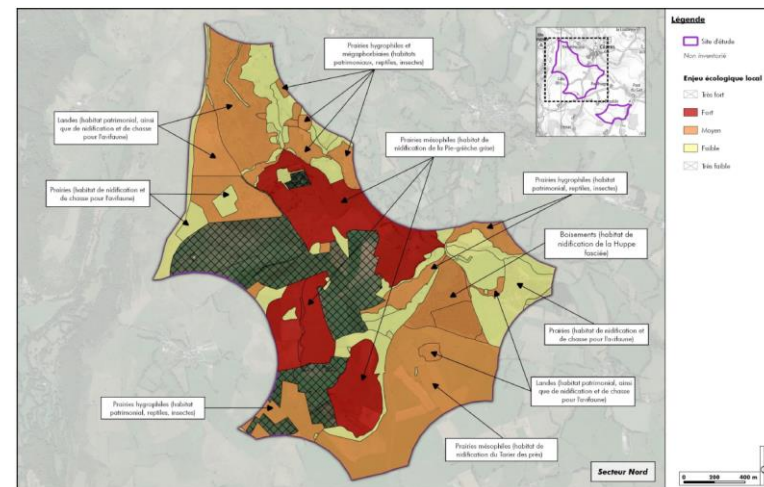 Prairies hygrophiles et
mégaphorbiaies (habitats
patrimoniaux, reptiles, insectes)
Landes (habitat patrimonial, ainsi
que de nidification et de chasse
pour l'avifaune)
Prairies mésophiles (habitat de
nidification de la Pie-grièche grise)
Prairies (habitat de nidification et
de chasse pour l'avifaune)
Prairies hygrophiles (habitat
patrimonial, reptiles, insectes)
Boisements (habitat de
nidification de la Huppe
fasciée)
Prairies (habitat de nidification et
de chasse pour l'avifaune)
Landes (habitat patrimonial, ainsi
que de nidification et de chasse
pour l'avifaune)
Prairies hygrophiles (habitat
patrimonial, reptiles, insectes)
Prairies mésophiles (habitat de
nidification du Tarier des prés)
Secteur Nord
Légende
Site d'étude
Non inventorié
Enjeu écologique local
Très fort
Fort
Moyen
Faible
Très faible
0 200 400 m